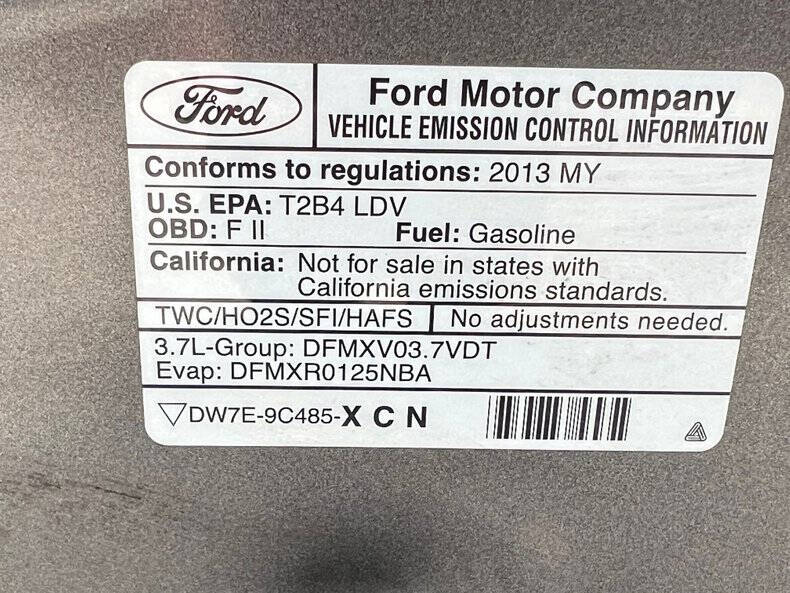 Ford
Ford Motor Company
VEHICLE EMISSION CONTROL INFORMATION
Conforms to regulations: 2013 MY
U.S. EPA: T2B4 LDV
OBD: F II Fuel: Gasoline
California: Not for sale in states with
California emissions standards.
TWC/HO2S/SFI/HAFS No adjustments needed.
3.7L-Group: DFMXV03.7VDT
Evap: DFMXR0125NBA
▽DW7E-9C485-X C N